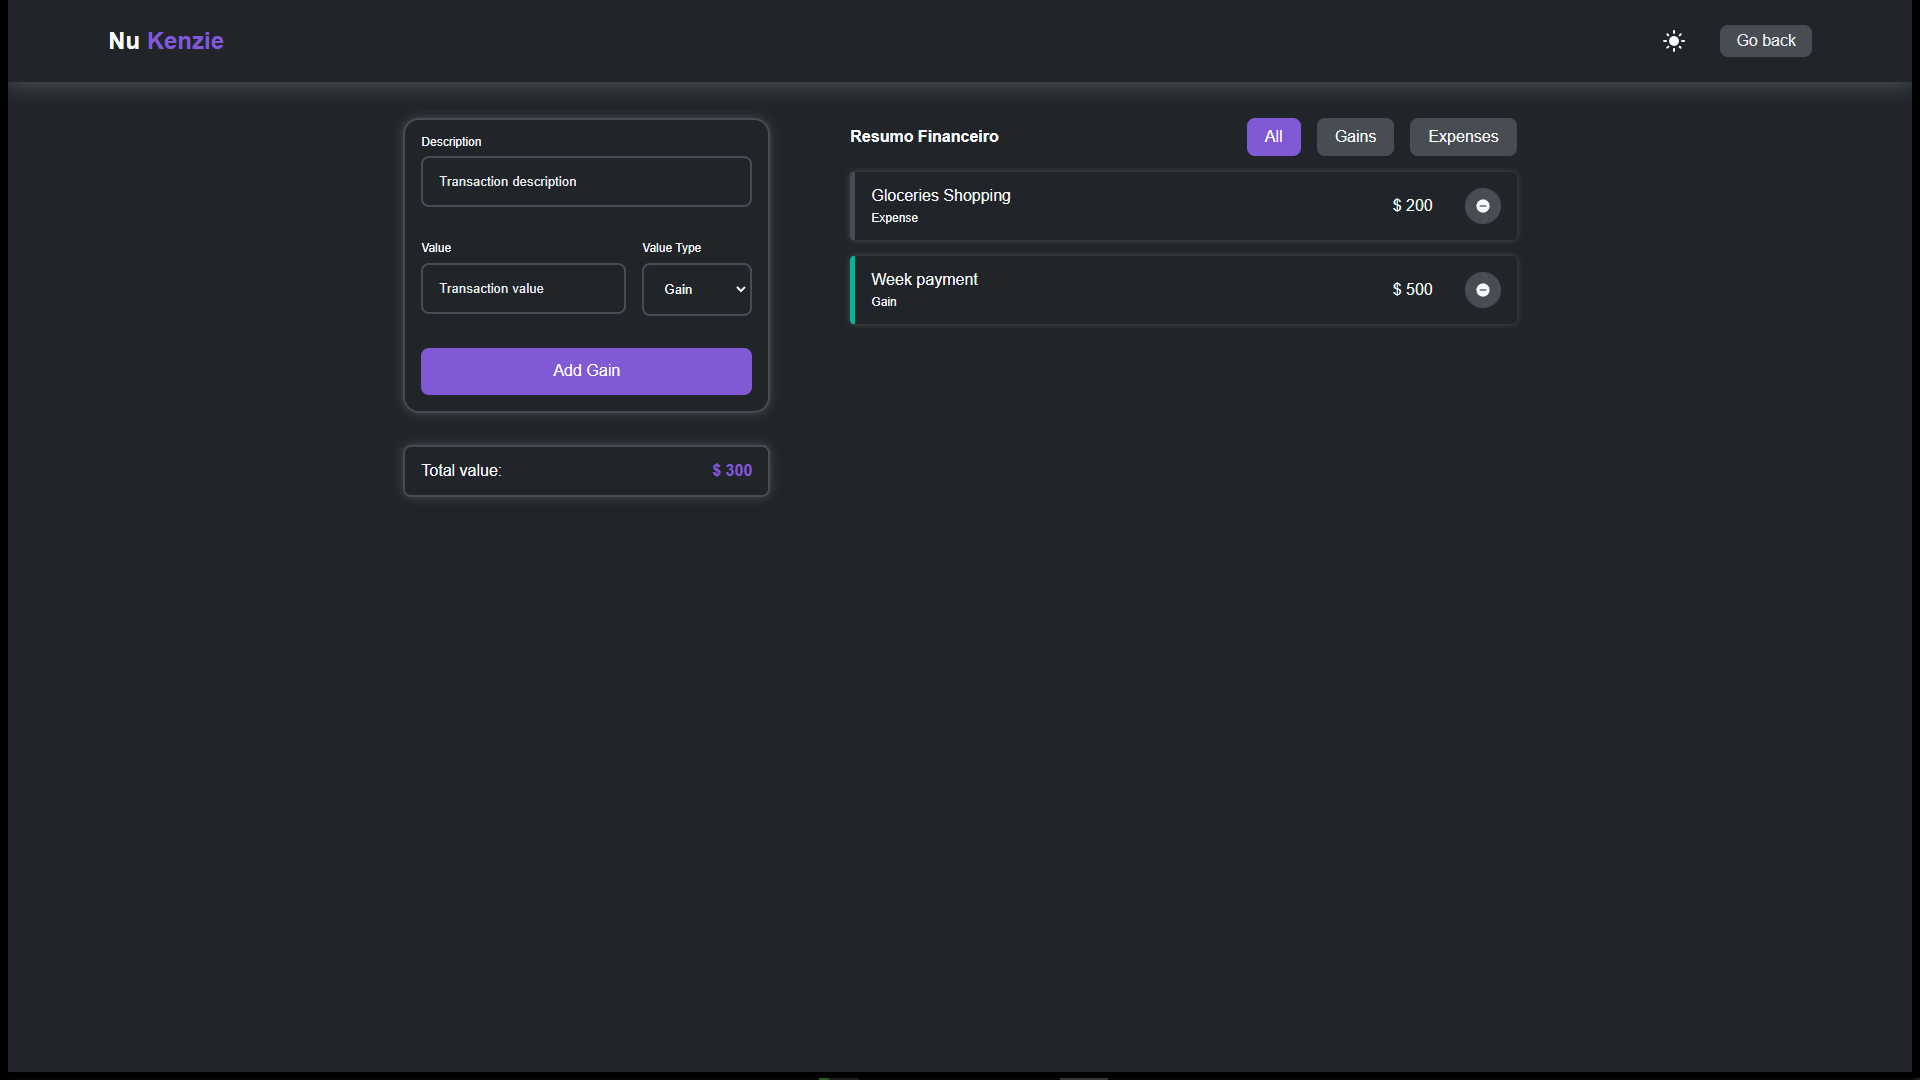 Nu Kenzie
Go back
Description
Transaction description
Value
Value Type
Transaction value
Gain
Add Gain
Total value:
$ 300
Resumo Financeiro
All
Gains
Expenses
Gloceries Shopping
Expense
$ 200
Week payment
Gain
$ 500